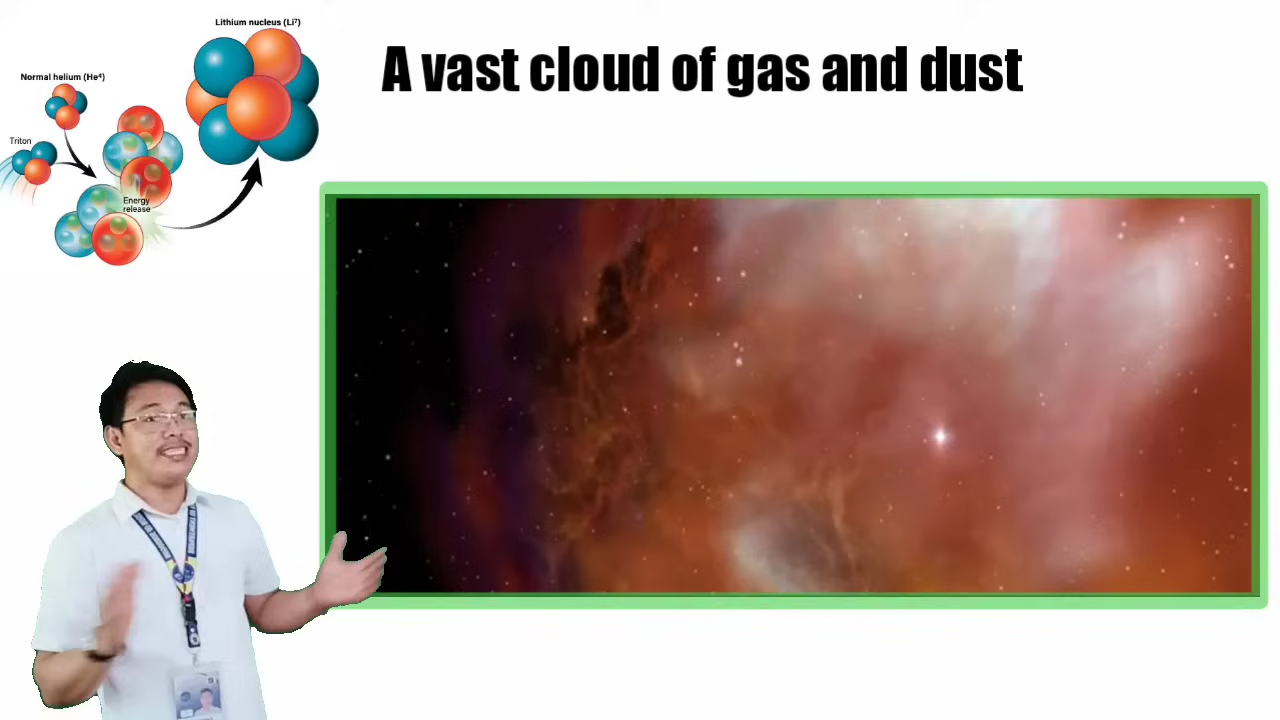 Lithium nucleus (Li⁷)
A vast cloud of gas and dust
Normal helium (He⁴)
Triton
Energy
release